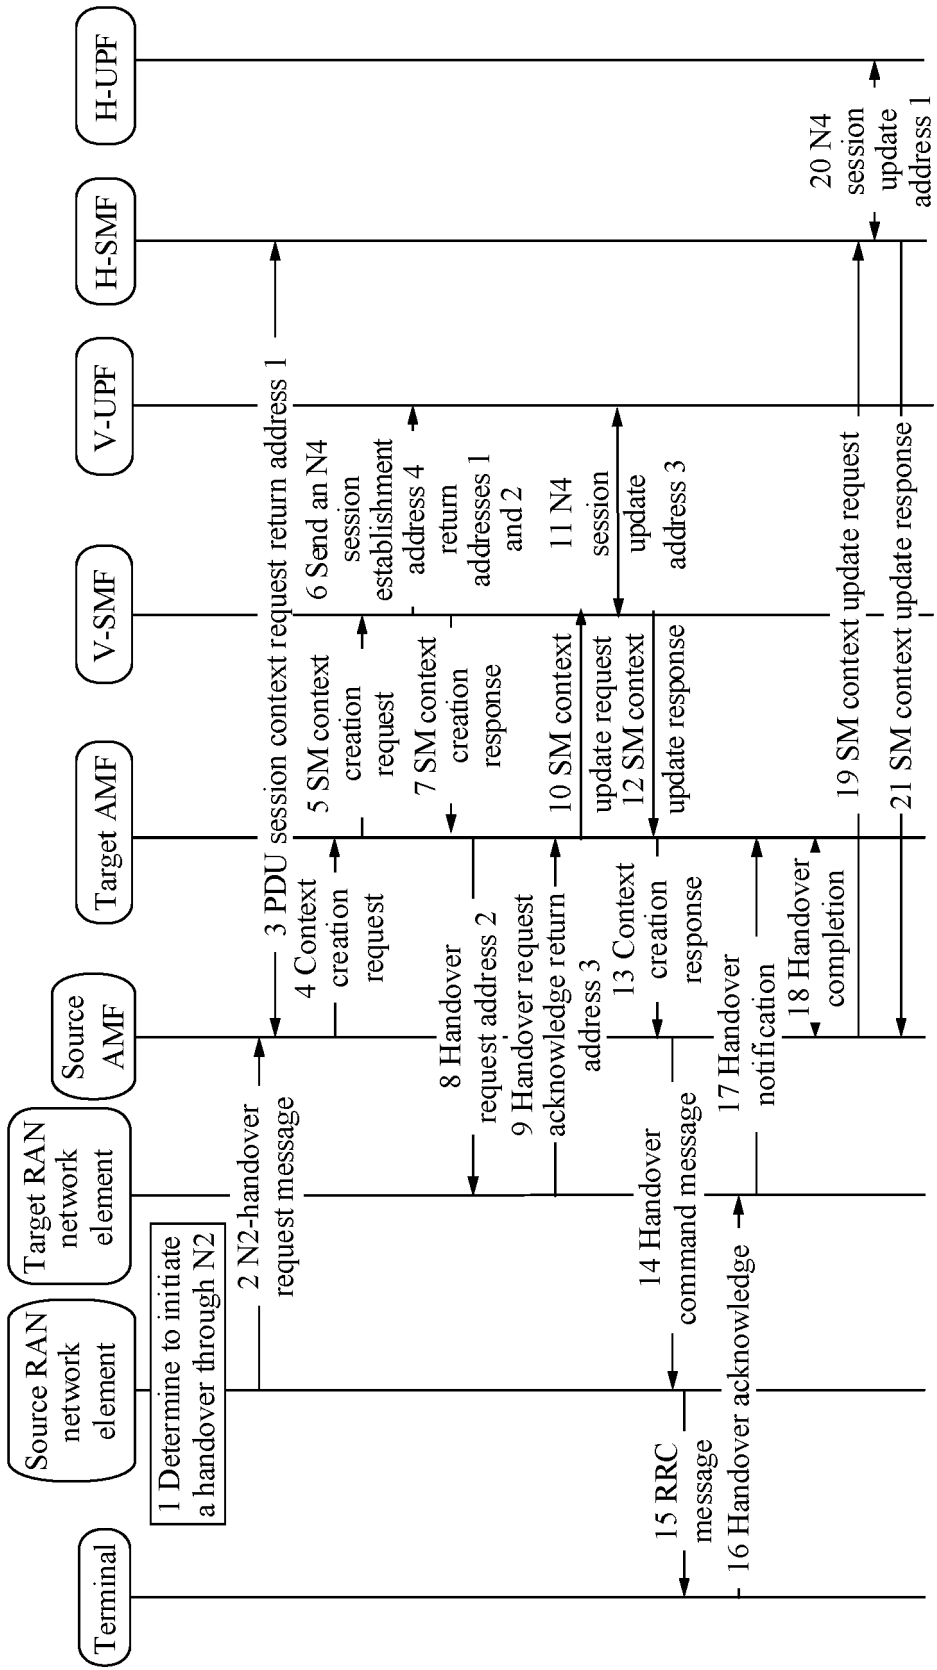 Terminal
Source RAN
network
element
Target RAN
network
element
Source
AMF
Target AMF
V-SMF
V-UPF
H-SMF
H-UPF
1 Determine to initiate
a handover through N2
2 N2-handover
request message
3 PDU session context request return address 1
4 Context
creation
request
5 SM context
creation
request
6 Send an N4
session
establishment
address 4
return
addresses 1
and 2
7 SM context
creation
response
8 Handover
request address 2
9 Handover request
acknowledge return
address 3
10 SM context
update request
11 N4
session
update
address 3
12 SM context
update response
13 Context
creation
response
14 Handover
command message
15 RRC
message
16 Handover acknowledge
17 Handover
notification
18 Handover
completion
19 SM context update request
20 N4
session
update
address 1
21 SM context update response